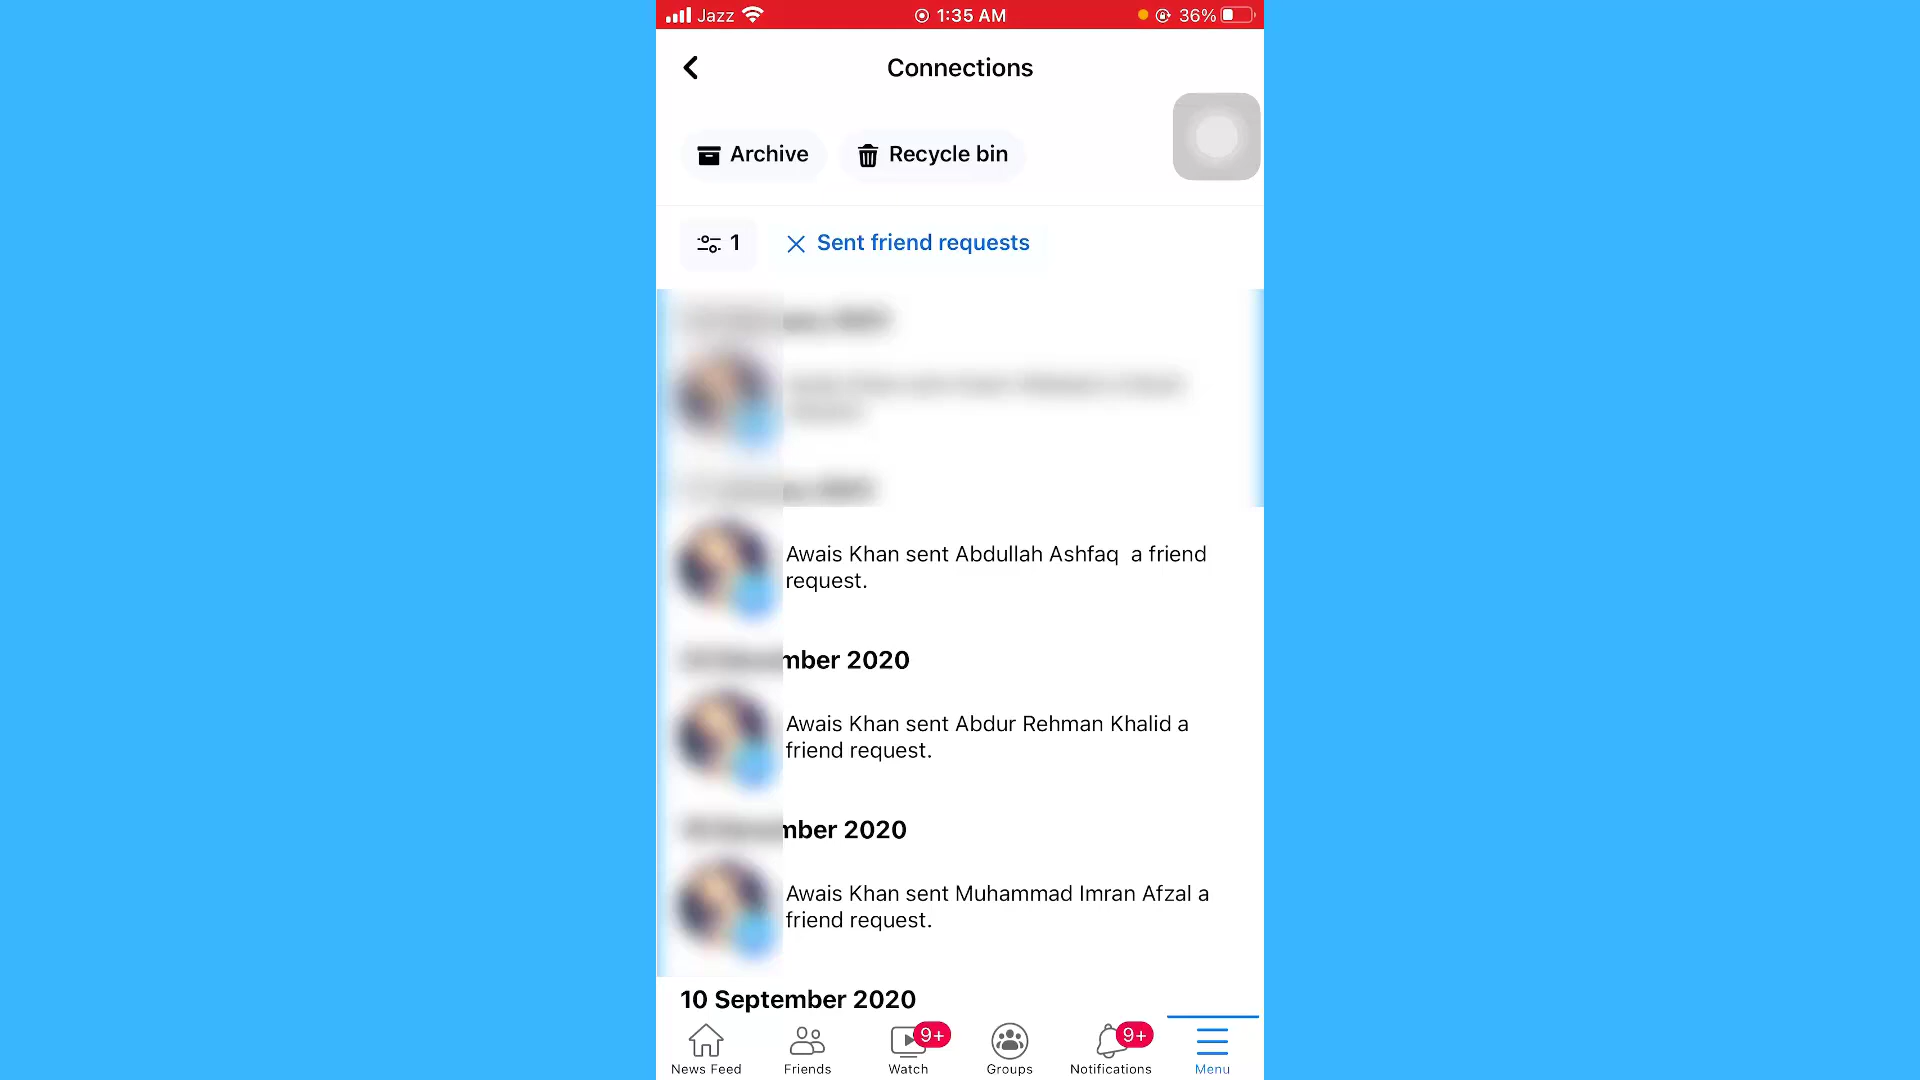 Jazz 1:35 AM 36%
Connections
Archive Recycle bin
1 Sent friend requests
Awais Khan sent Abdullah Ashfaq a friend
request.
mber 2020
Awais Khan sent Abdur Rehman Khalid a
friend request.
mber 2020
Awais Khan sent Muhammad Imran Afzal a
friend request.
10 September 2020
9+ 9+
News Feed Friends Watch Groups Notifications Menu